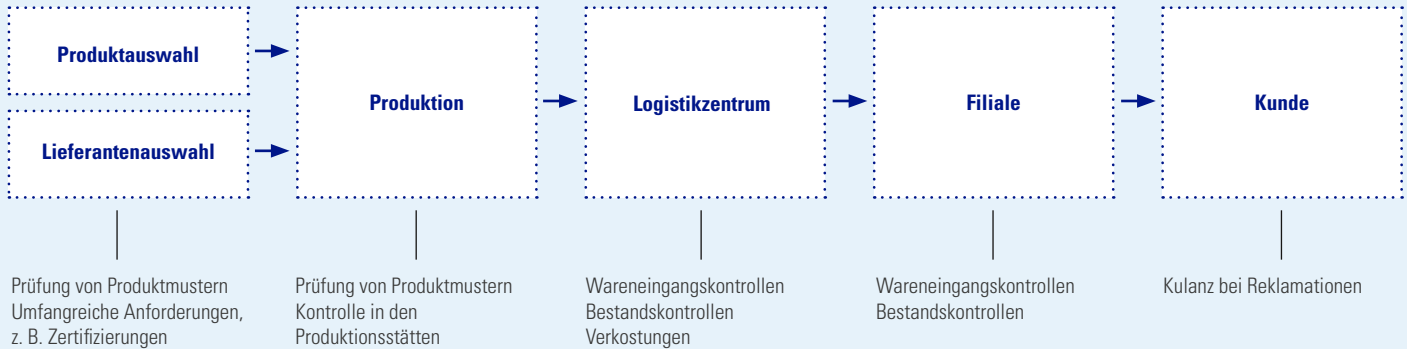 Produktauswahl
Lieferantenauswahl
Produktion
Logistikzentrum
Filiale
Kunde
Prüfung von Produktmustern
Umfangreiche Anforderungen,
z. B. Zertifizierungen
Prüfung von Produktmustern
Kontrolle in den
Produktionsstätten
Wareneingangskontrollen
Bestandskontrollen
Verkostungen
Wareneingangskontrollen
Bestandskontrollen
Kulanz bei Reklamationen